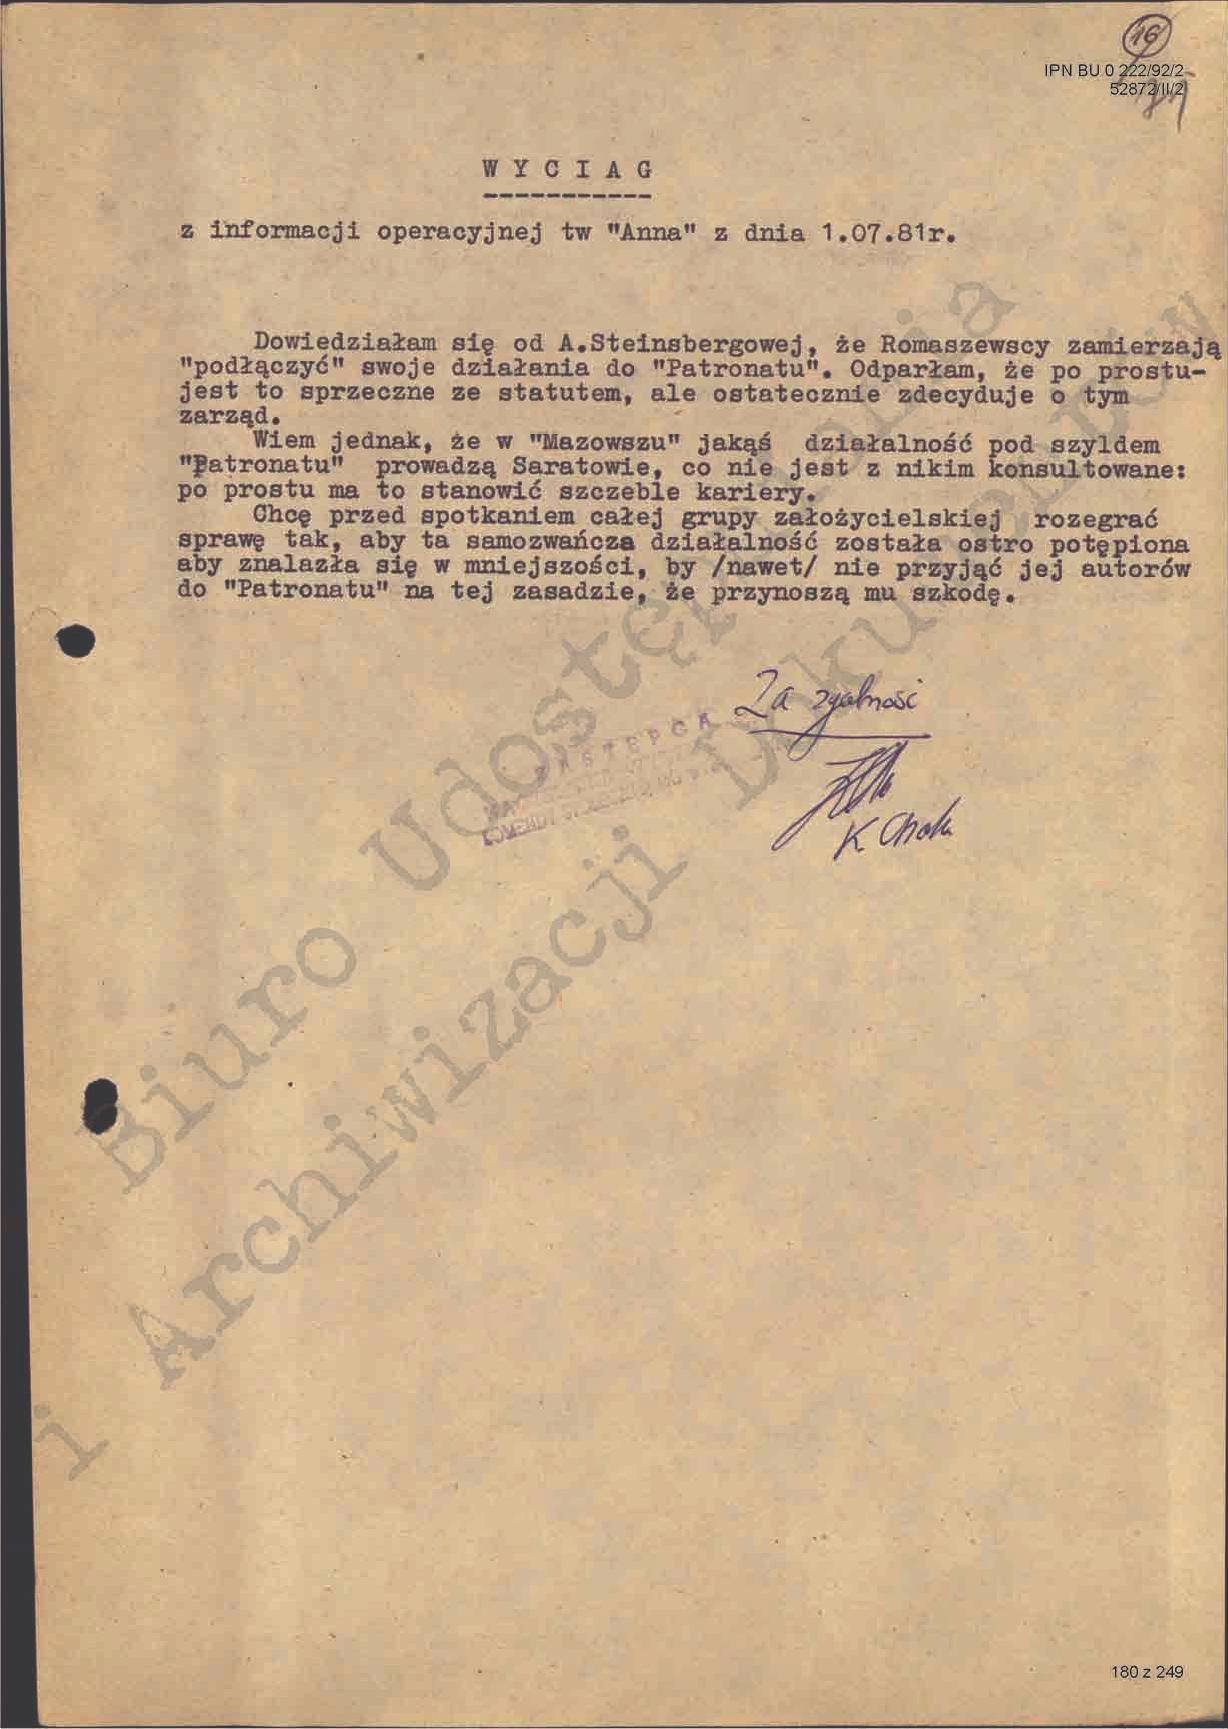 16
IPN BU 0 222/92/2
52872/II/2
W Y C I A G
-----------
z informacji operacyjnej tw "Anna" z dnia 1.07.81r.
Dowiedziałam się od A.Steinsbergowej, że Romaszewscy zamierzają
"podłączyć" swoje działania do "Patronatu". Odparłam, że po prostu-
jest to sprzeczne ze statutem, ale ostatecznie zdecyduje o tym
zarząd.
Wiem jednak, że w "Mazowszu" jakąś działalność pod szyldem
"Patronatu" prowadzą Saratowie, co nie jest z nikim konsultowane:
po prostu ma to stanowić szczeble kariery.
Chcę przed spotkaniem całej grupy założycielskiej rozegrać
sprawę tak, aby ta samozwańcza działalność została ostro potępiona
aby znalazła się w mniejszości, by /nawet/ nie przyjąć jej autorów
do "Patronatu" na tej zasadzie, że przynoszą mu szkodę.
Za zgodność
ZASTĘPCA
KOMENDY
Biuro Udostępniania
i Archiwizacji Dokumentów
180 z 249